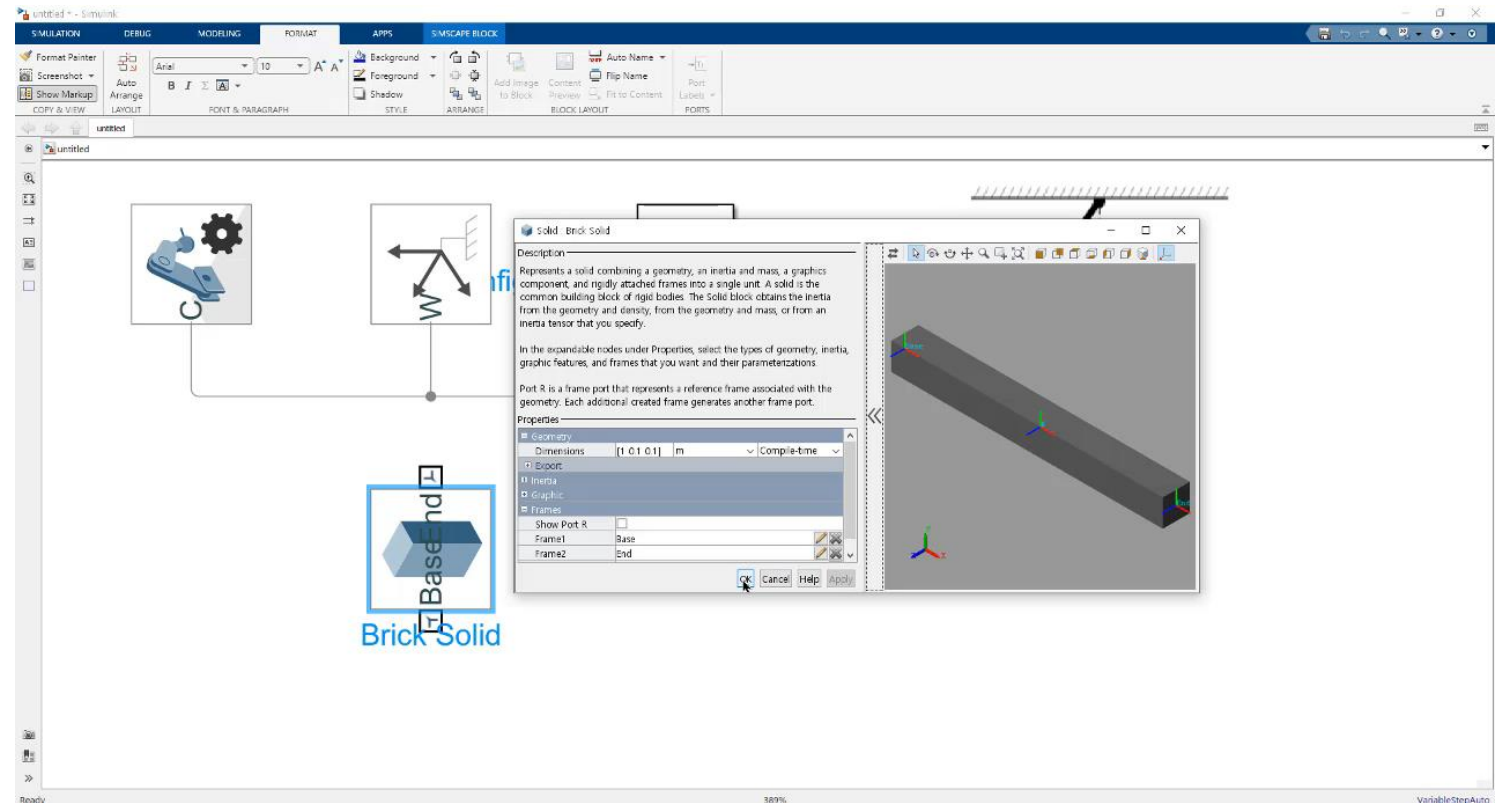 untitled * - Simulink
SIMULATION DEBUG MODELING FORMAT APPS SIMSCAPE BLOCK
Format Painter
Screenshot
Show Markup
COPY & VIEW
Auto
Arrange
LAYOUT
Arial 10 A A
B I Σ A
FONT & PARAGRAPH
Background
Foreground
Shadow
STYLE
ARRANGE
Add Image
to Block
Content
Preview
Auto Name
Flip Name
Fit to Content
BLOCK LAYOUT
Port
Labels
PORTS
untitled
untitled
C
W
nfi
Solid : Brick Solid
Description
Represents a solid combining a geometry, an inertia and mass, a graphics
component, and rigidly attached frames into a single unit. A solid is the
common building block of rigid bodies. The Solid block obtains the inertia
from the geometry and density, from the geometry and mass, or from an
inertia tensor that you specify.
In the expandable nodes under Properties, select the types of geometry, inertia,
graphic features, and frames that you want and their parameterizations.
Port R is a frame port that represents a reference frame associated with the
geometry. Each additional created frame generates another frame port.
Properties
Geometry
Dimensions [1 0.1 0.1] m Compile-time
Export
Inertia
Graphic
Frames
Show Port R
Frame1 Base
Frame2 End
OK Cancel Help Apply
Base
End
BaseEnd
Brick Solid
Ready 389% VariableStepAuto